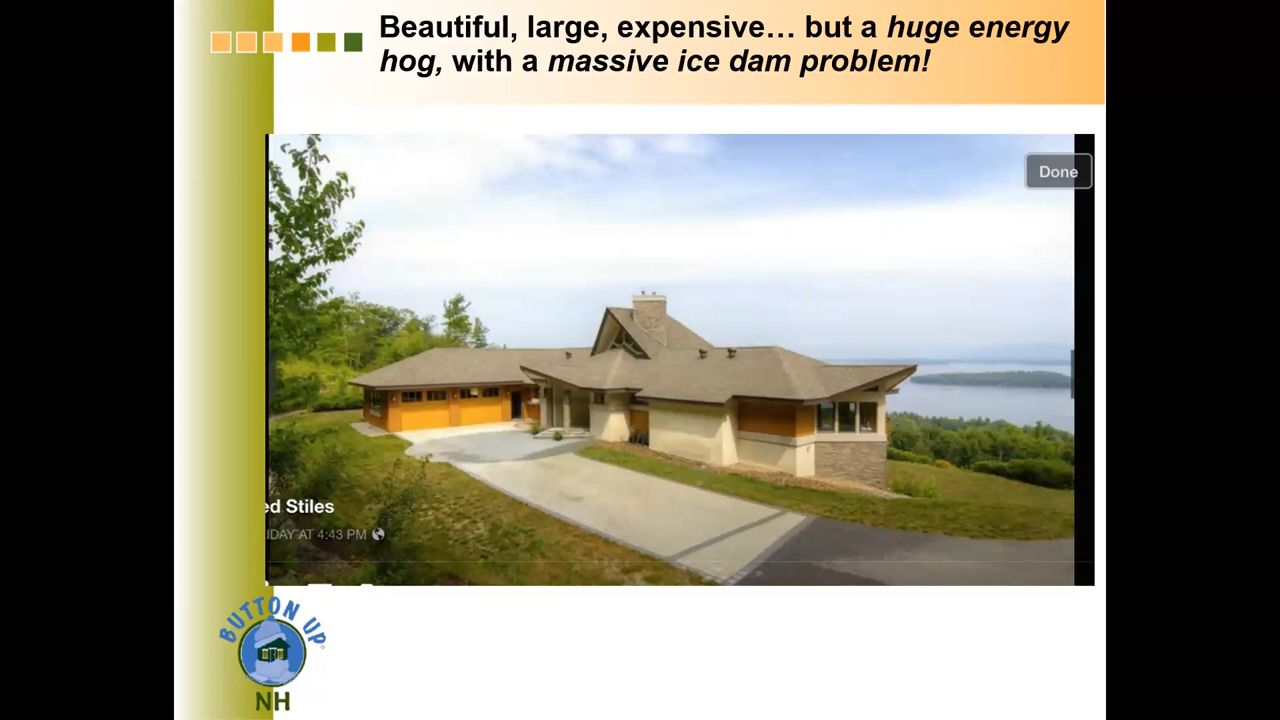 Beautiful, large, expensive… but a huge energy
hog, with a massive ice dam problem!
Done
ed Stiles
IDAY AT 4:43 PM
BUTTON UP
NH